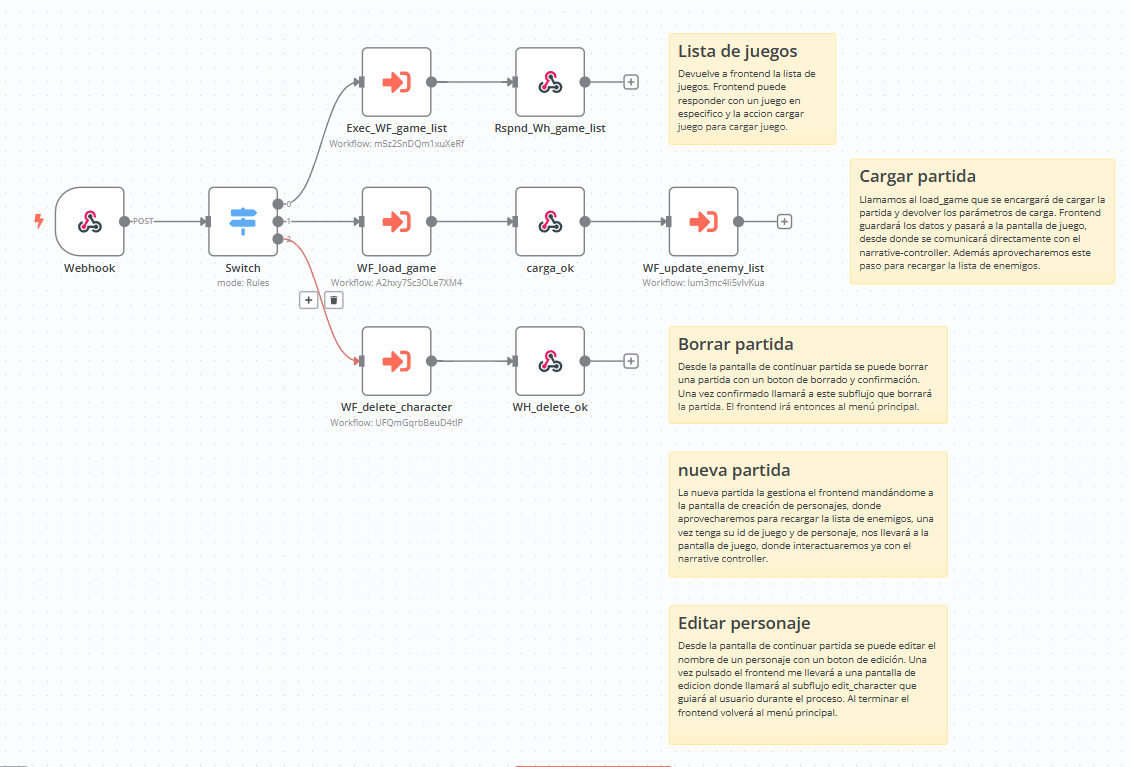 Lista de juegos
Devuelve a frontend la lista de
juegos. Frontend puede
responder con un juego en
especifico y la accion cargar
juego para cargar juego.
Exec_WF_game_list
Workflow: m5z2SnDQm1xuXeRf
Rspnd_Wh_game_list
Cargar partida
Llamamos al load_game que se encargará de cargar la
partida y devolver los parámetros de carga. Frontend
guardará los datos y pasará a la pantalla de juego,
desde donde se comunicará directamente con el
narrative-controller. Además aprovecharemos este
paso para recargar la lista de enemigos.
POST
0
1
2
Webhook
Switch
mode: Rules
WF_load_game
Workflow: A2hxy7Sc3OLe7XM4
carga_ok
WF_update_enemy_list
Workflow: Ium3mc4li5vIvKua
Borrar partida
Desde la pantalla de continuar partida se puede borrar
una partida con un boton de borrado y confirmación.
Una vez confirmado llamará a este subflujo que borrará
la partida. El frontend irá entonces al menú principal.
WF_delete_character
Workflow: UFQmGqrbBeuD4tIP
WH_delete_ok
nueva partida
La nueva partida la gestiona el frontend mandándome a
la pantalla de creación de personajes, donde
aprovecharemos para recargar la lista de enemigos, una
vez tenga su id de juego y de personaje, nos llevará a la
pantalla de juego, donde interactuaremos ya con el
narrative controller.
Editar personaje
Desde la pantalla de continuar partida se puede editar el
nombre de un personaje con un boton de edición. Una
vez pulsado el frontend me llevará a una pantalla de
edicion donde llamará al subflujo edit_character que
guiará al usuario durante el proceso. Al terminar el
frontend volverá al menú principal.